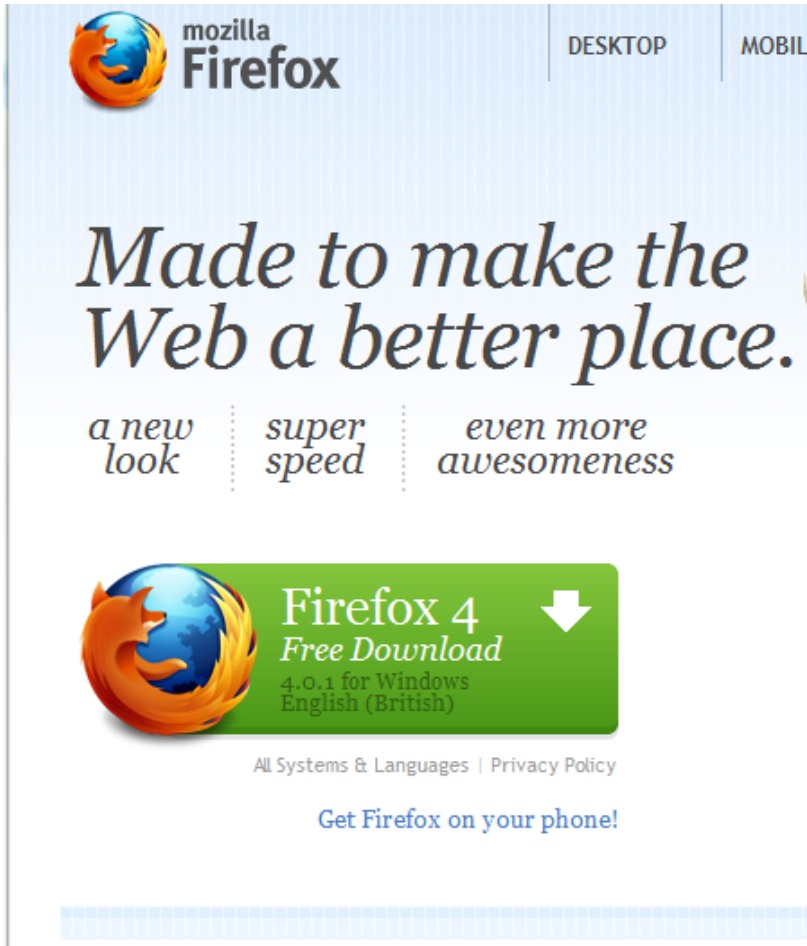 mozilla
Firefox
DESKTOP
MOBIL
Made to make the
Web a better place.
a new
look
super
speed
even more
awesomeness
Firefox 4
Free Download
4.0.1 for Windows
English (British)
All Systems & Languages | Privacy Policy
Get Firefox on your phone!